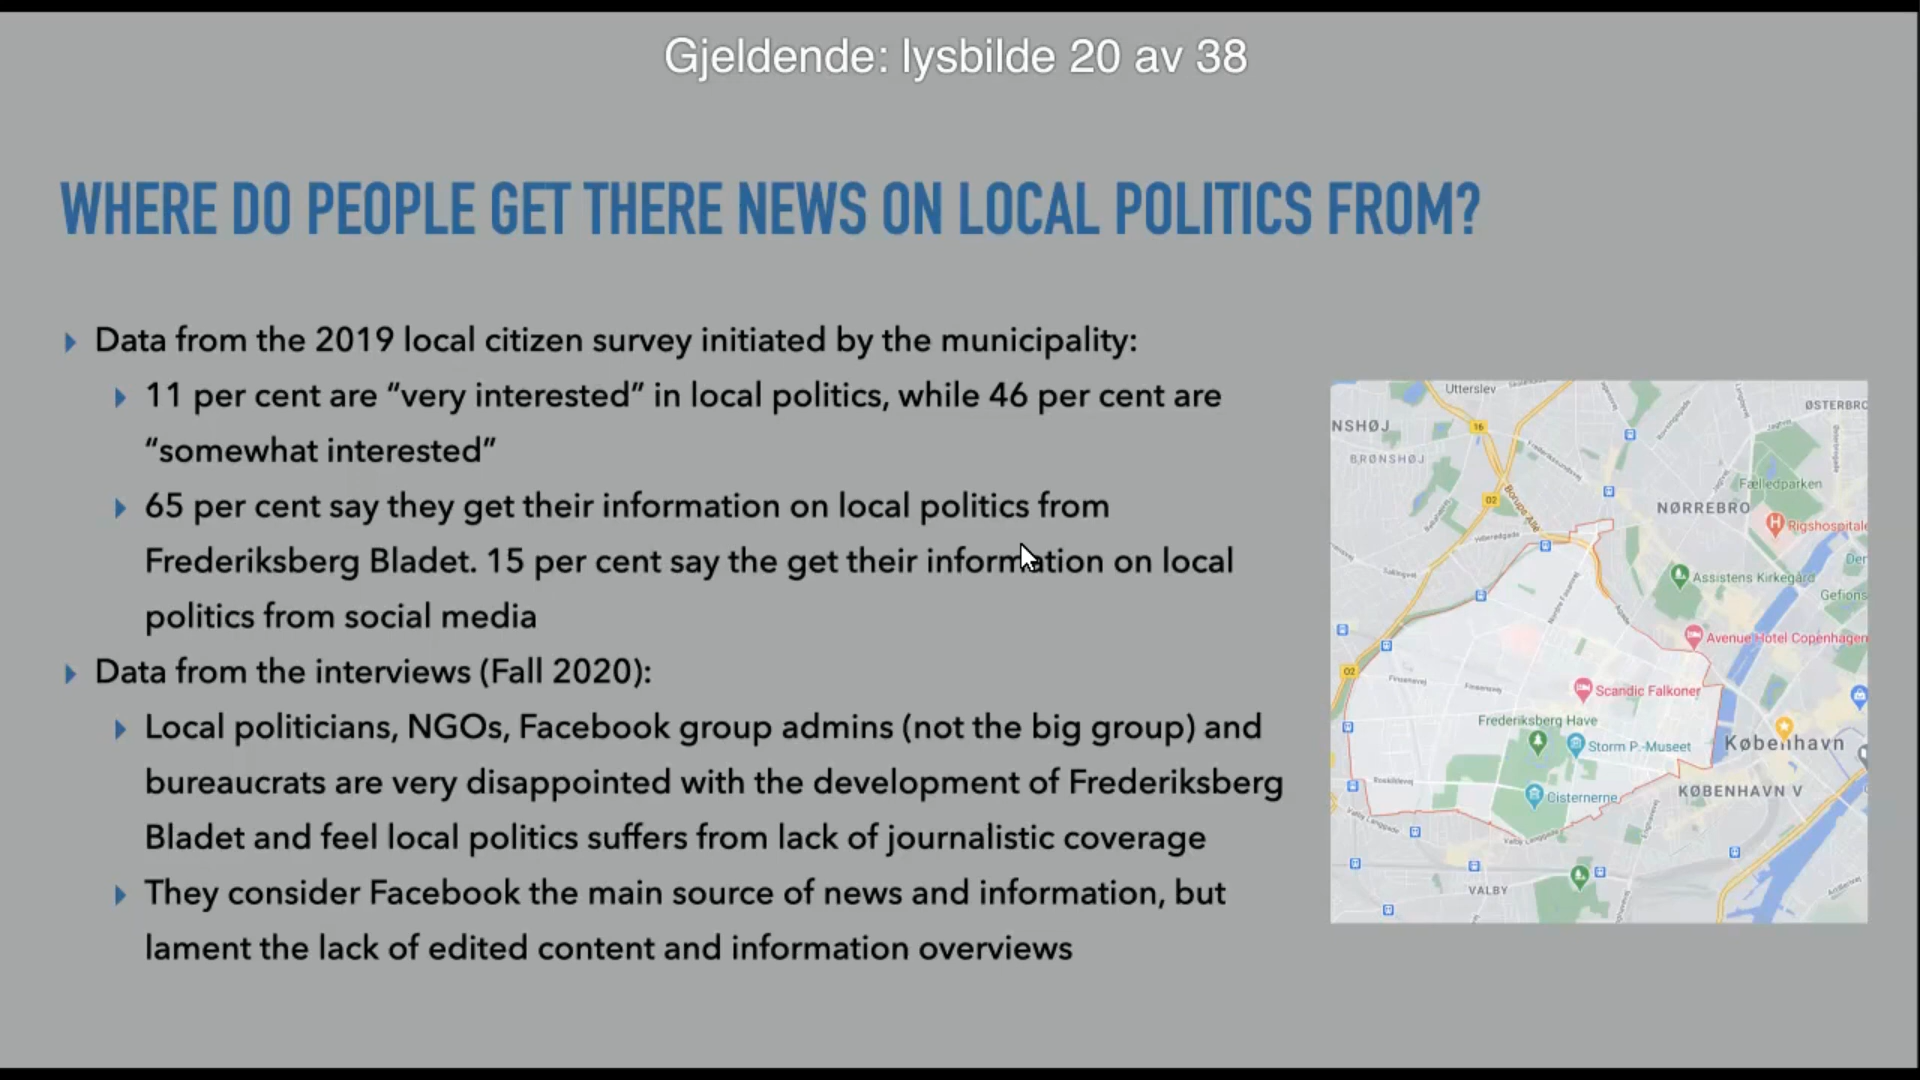 Gjeldende: lysbilde 20 av 38
WHERE DO PEOPLE GET THERE NEWS ON LOCAL POLITICS FROM?
Data from the 2019 local citizen survey initiated by the municipality:
11 per cent are “very interested” in local politics, while 46 per cent are
“somewhat interested”
65 per cent say they get their information on local politics from
Frederiksberg Bladet. 15 per cent say the get their information on local
politics from social media
Data from the interviews (Fall 2020):
Local politicians, NGOs, Facebook group admins (not the big group) and
bureaucrats are very disappointed with the development of Frederiksberg
Bladet and feel local politics suffers from lack of journalistic coverage
They consider Facebook the main source of news and information, but
lament the lack of edited content and information overviews
Utterslev
ØSTERBRO
NSHØJ
16
BRØNSHØJ
Fælledparken
02
Borups Allé
NØRREBRO
Rigshospitale
Assistens Kirkegård
Gefions
Avenue Hotel Copenhagen
02
Scandic Falkoner
Frederiksberg Have
Storm P.-Museet
København
Cisternerne
KØBENHAVN V
VALBY